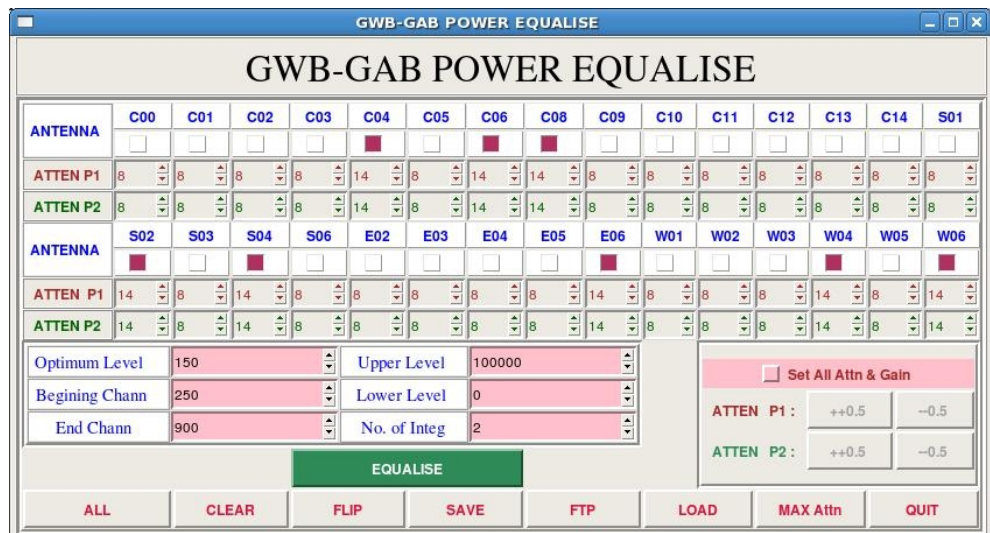 GWB-GAB POWER EQUALISE
GWB-GAB POWER EQUALISE
ANTENNA C00 C01 C02 C03 C04 C05 C06 C08 C09 C10 C11 C12 C13 C14 S01
ATTEN P1 8 8 8 8 14 8 14 14 8 8 8 8 8 8 8
ATTEN P2 8 8 8 8 14 8 14 14 8 8 8 8 8 8 8
ANTENNA S02 S03 S04 S06 E02 E03 E04 E05 E06 W01 W02 W03 W04 W05 W06
ATTEN P1 14 8 14 8 8 8 8 8 14 8 8 8 14 8 14
ATTEN P2 14 8 14 8 8 8 8 8 14 8 8 8 14 8 14
Optimum Level 150 Upper Level 100000
Begining Chann 250 Lower Level 0
End Chann 900 No. of Integ 2
Set All Attn & Gain
ATTEN P1 : ++0.5 --0.5
ATTEN P2 : ++0.5 --0.5
EQUALISE
ALL CLEAR FLIP SAVE FTP LOAD MAX Attn QUIT